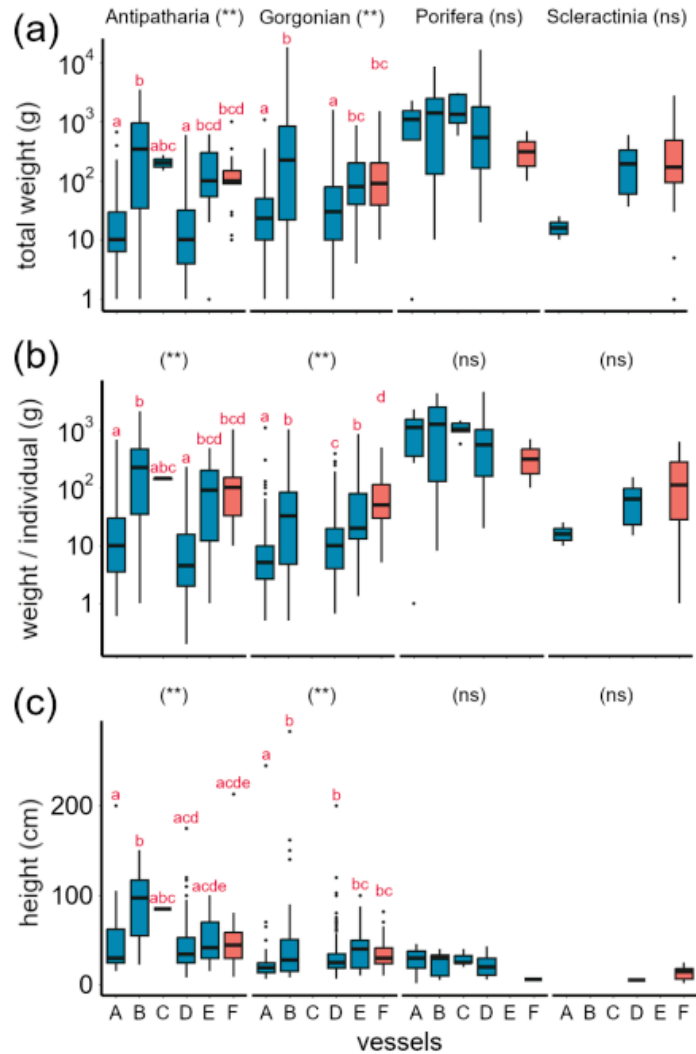 (a)
Antipatharia (**) Gorgonian (**) Porifera (ns) Scleractinia (ns)
total weight (g)
10⁴
10³
10²
10
1
a b abc a bcd bcd
a b a bc bc
(b)
(**) (**) (ns) (ns)
weight / individual (g)
10³
10²
10
1
a b abc a bcd bcd
a b c b d
(c)
(**) (**) (ns) (ns)
height (cm)
200
100
0
a b abc acd acde acde
a b b bc bc
A B C D E F A B C D E F A B C D E F A B C D E F
vessels